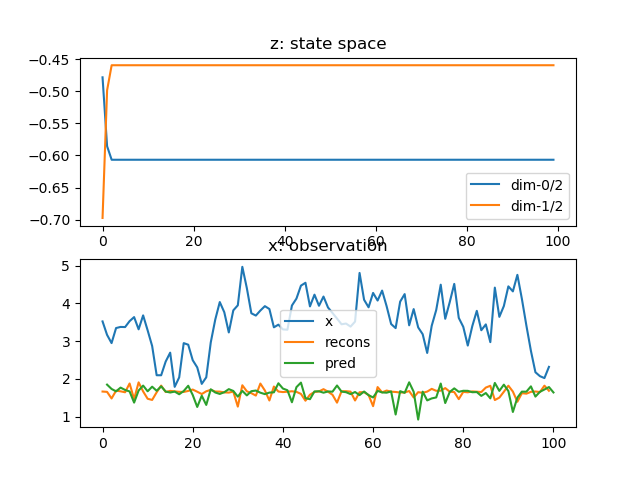 z: state space
−0.45
−0.50
−0.55
−0.60
−0.65
−0.70
dim-0/2
dim-1/2
0 20 40 60 80 100
x: observation
5
4
3
2
1
x
recons
pred
0 20 40 60 80 100